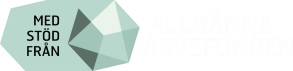 MED
STÖD
FRÅN
ALLMÄNNA
ARVSFONDEN